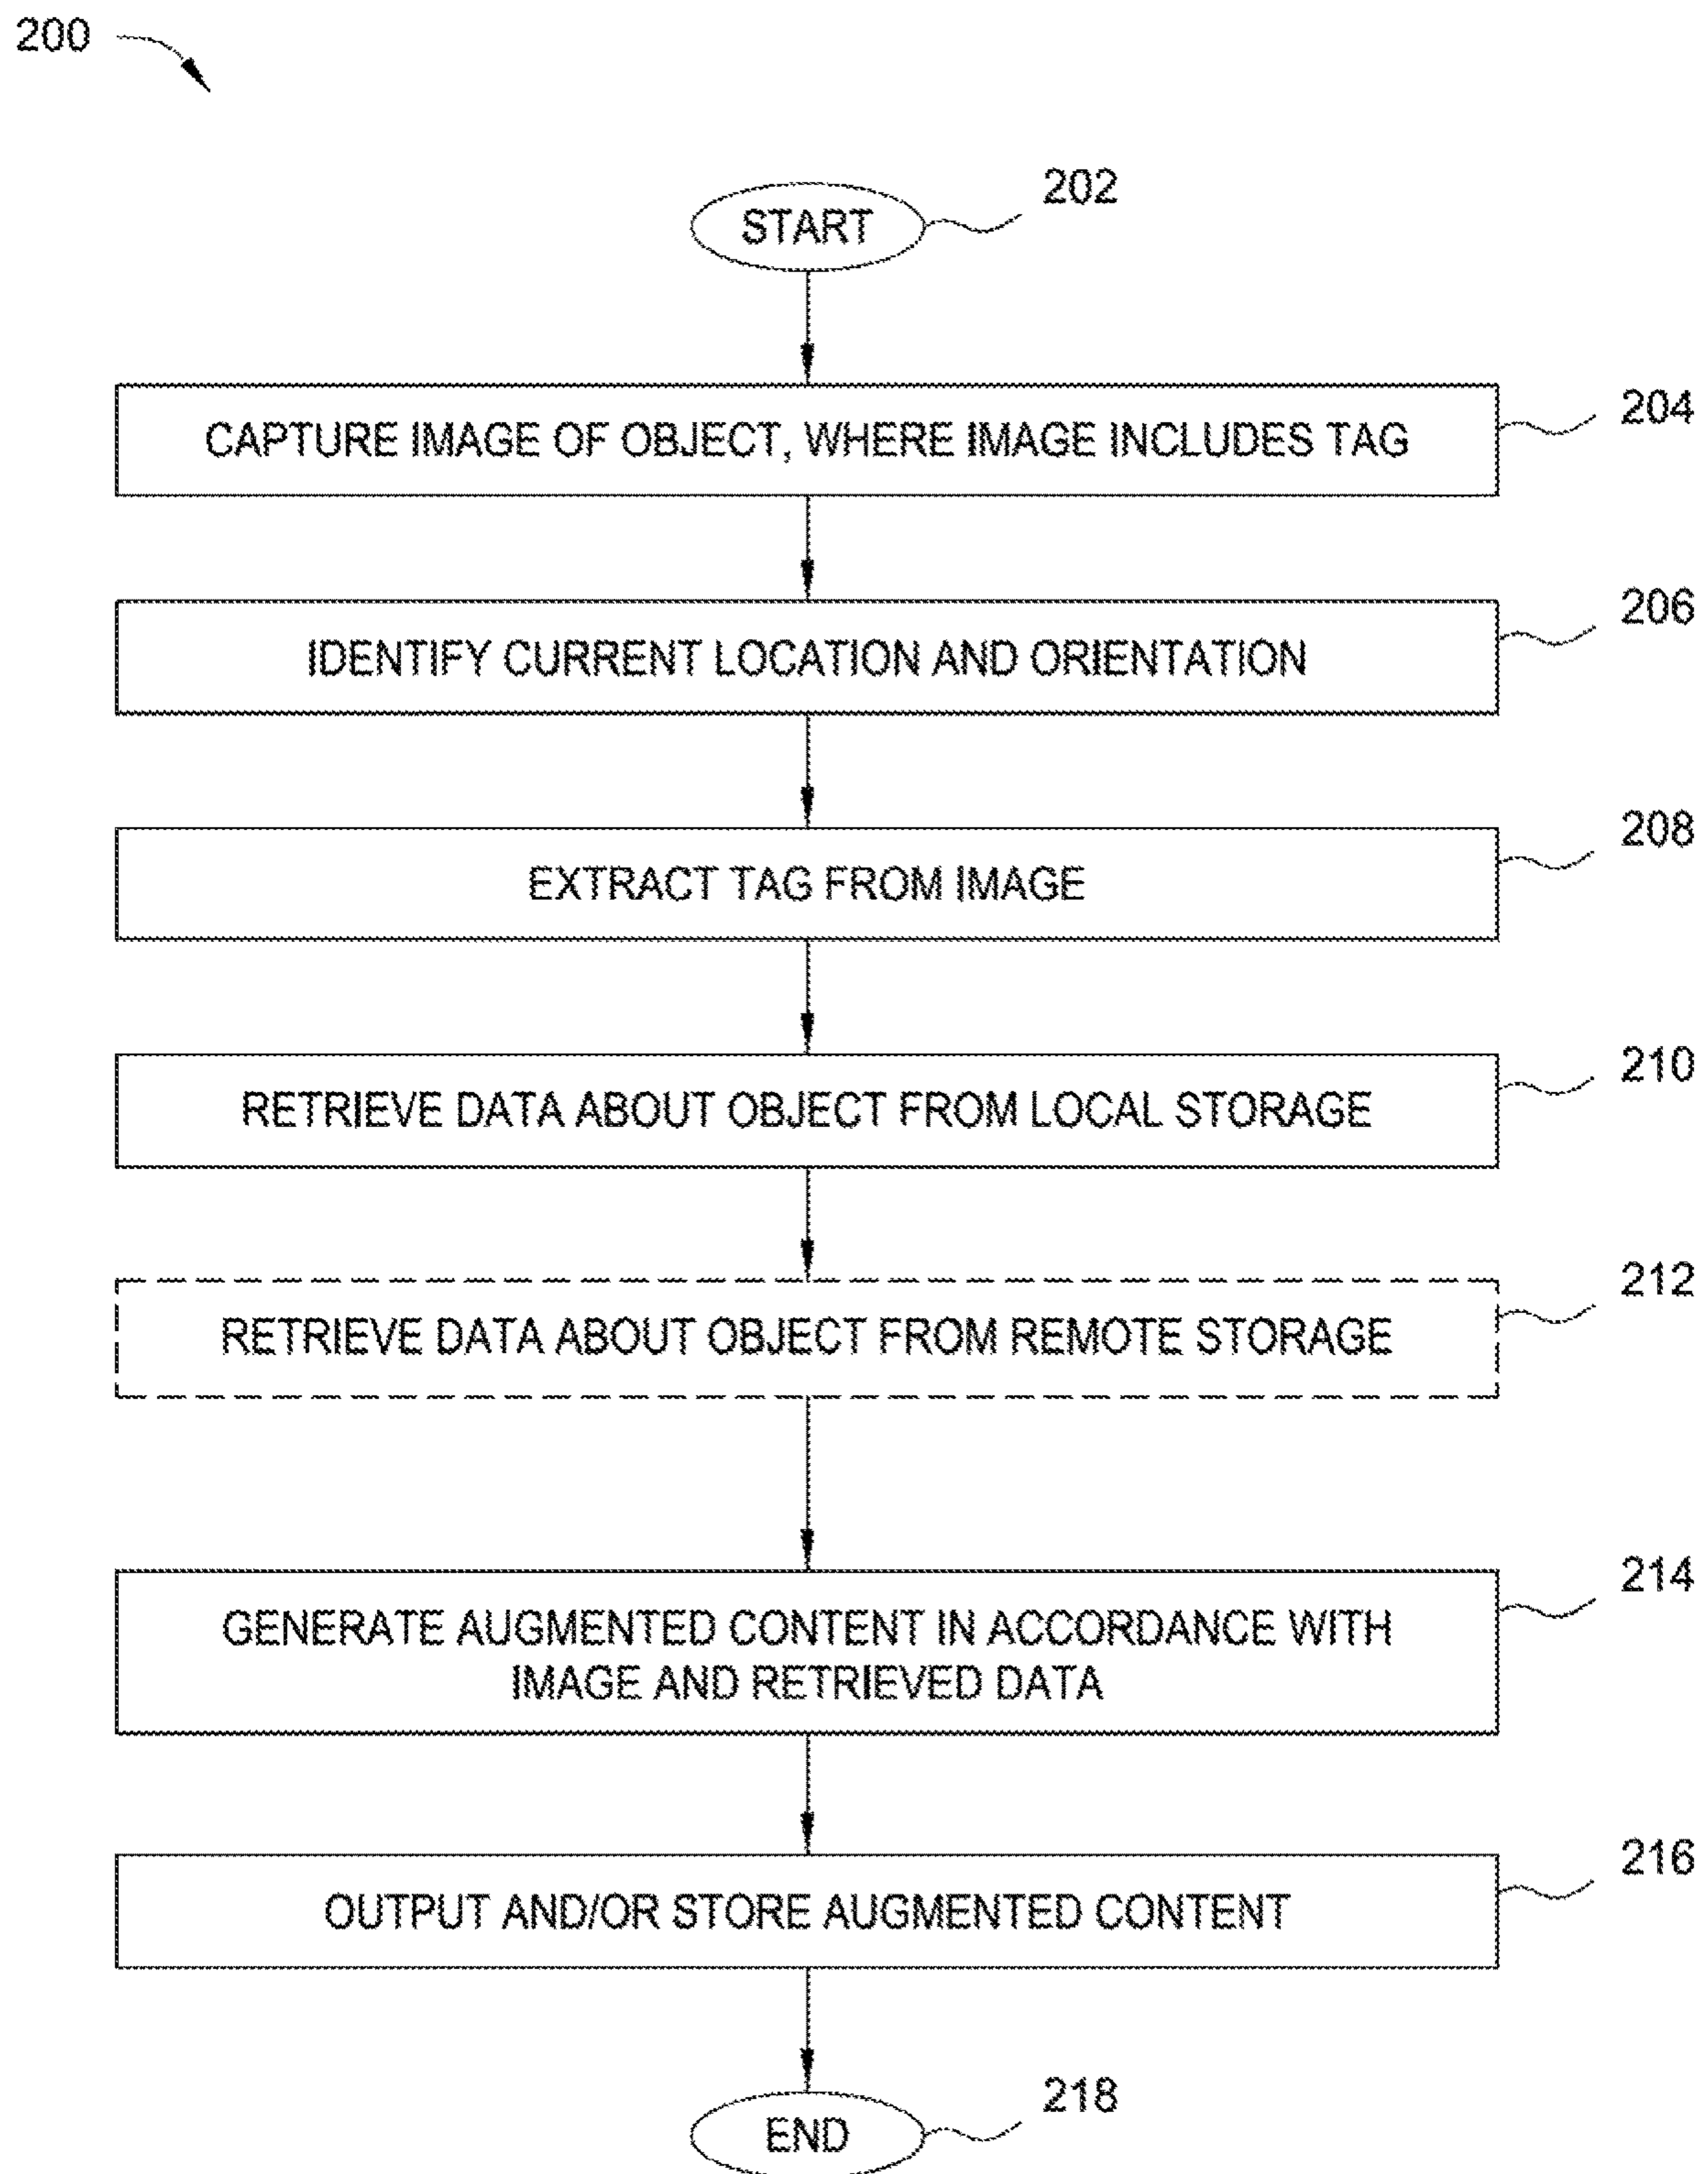 200
202
START
204
CAPTURE IMAGE OF OBJECT, WHERE IMAGE INCLUDES TAG
206
IDENTIFY CURRENT LOCATION AND ORIENTATION
208
EXTRACT TAG FROM IMAGE
210
RETRIEVE DATA ABOUT OBJECT FROM LOCAL STORAGE
212
RETRIEVE DATA ABOUT OBJECT FROM REMOTE STORAGE
214
GENERATE AUGMENTED CONTENT IN ACCORDANCE WITH
IMAGE AND RETRIEVED DATA
216
OUTPUT AND/OR STORE AUGMENTED CONTENT
218
END